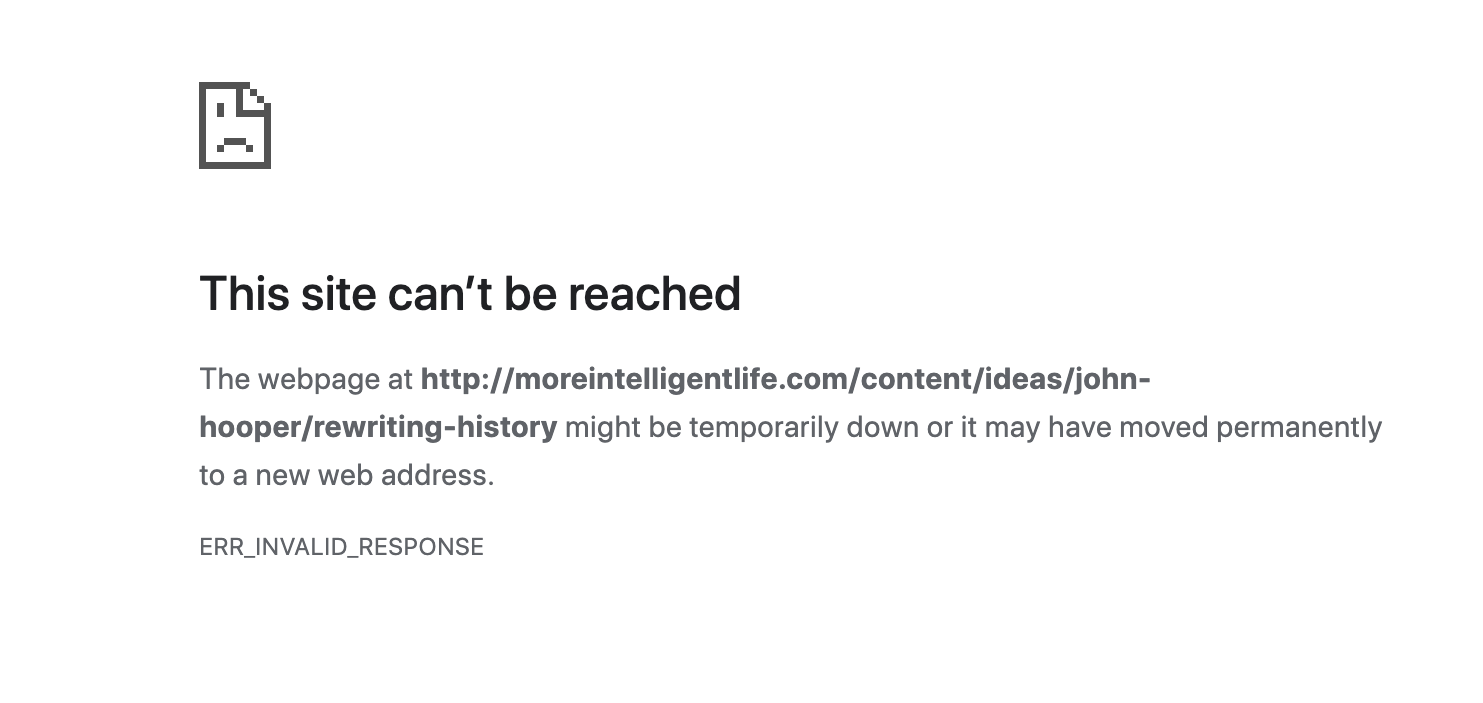 This site can’t be reached
The webpage at http://moreintelligentlife.com/content/ideas/john-
hooper/rewriting-history might be temporarily down or it may have moved permanently
to a new web address.
ERR_INVALID_RESPONSE